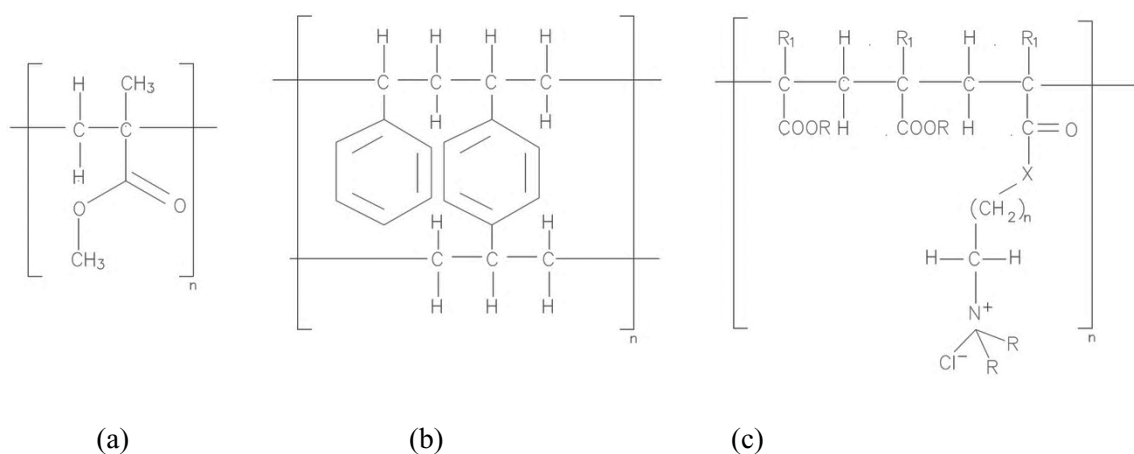 H
CH₃
C
C
H
O
O
CH₃
n
H H H H
C C C C
H H
H H
C C C
H H H
n
R₁ H R₁ H R₁
C C C C C
COOR H COOR H C=O
X
(CH₂)n
H—C—H
N⁺
Cl⁻ R
R
n
(a) (b) (c)